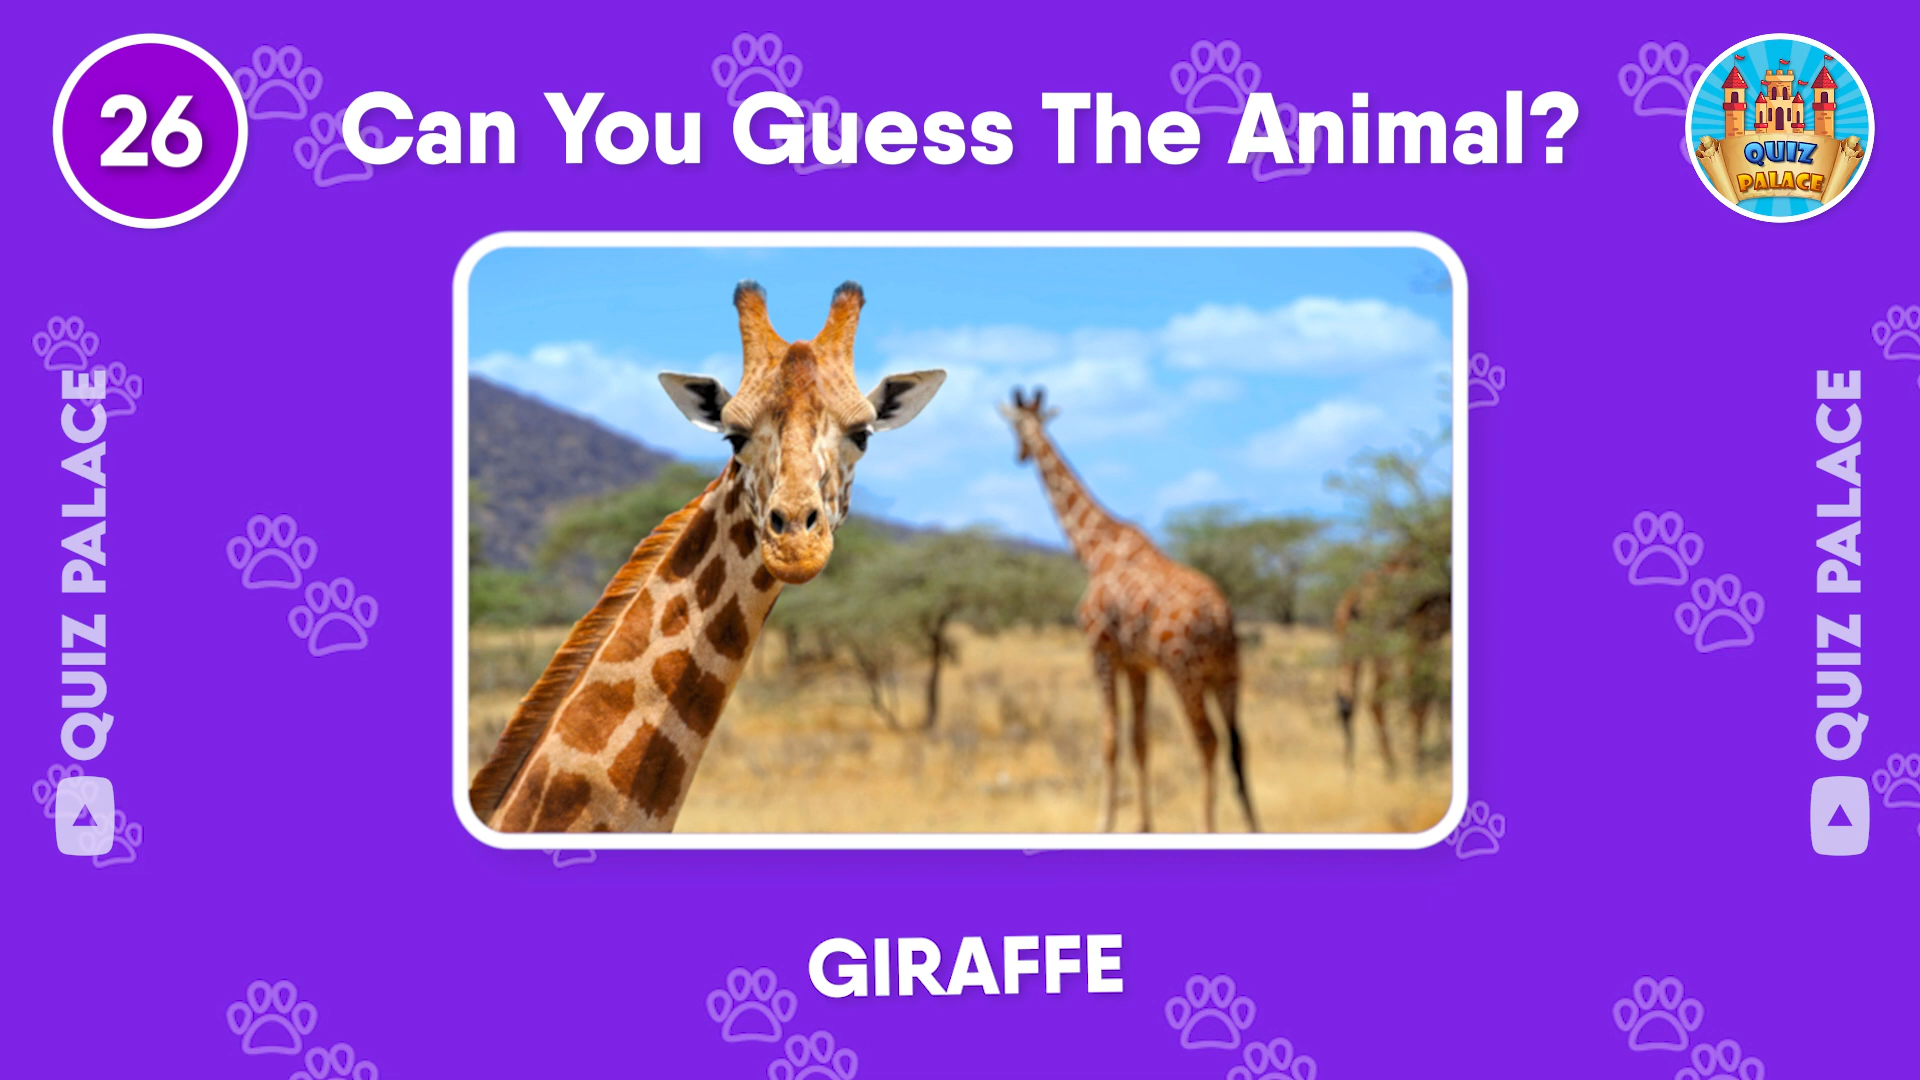 26
Can You Guess The Animal?
QUIZ
PALACE
QUIZ PALACE
QUIZ PALACE
GIRAFFE